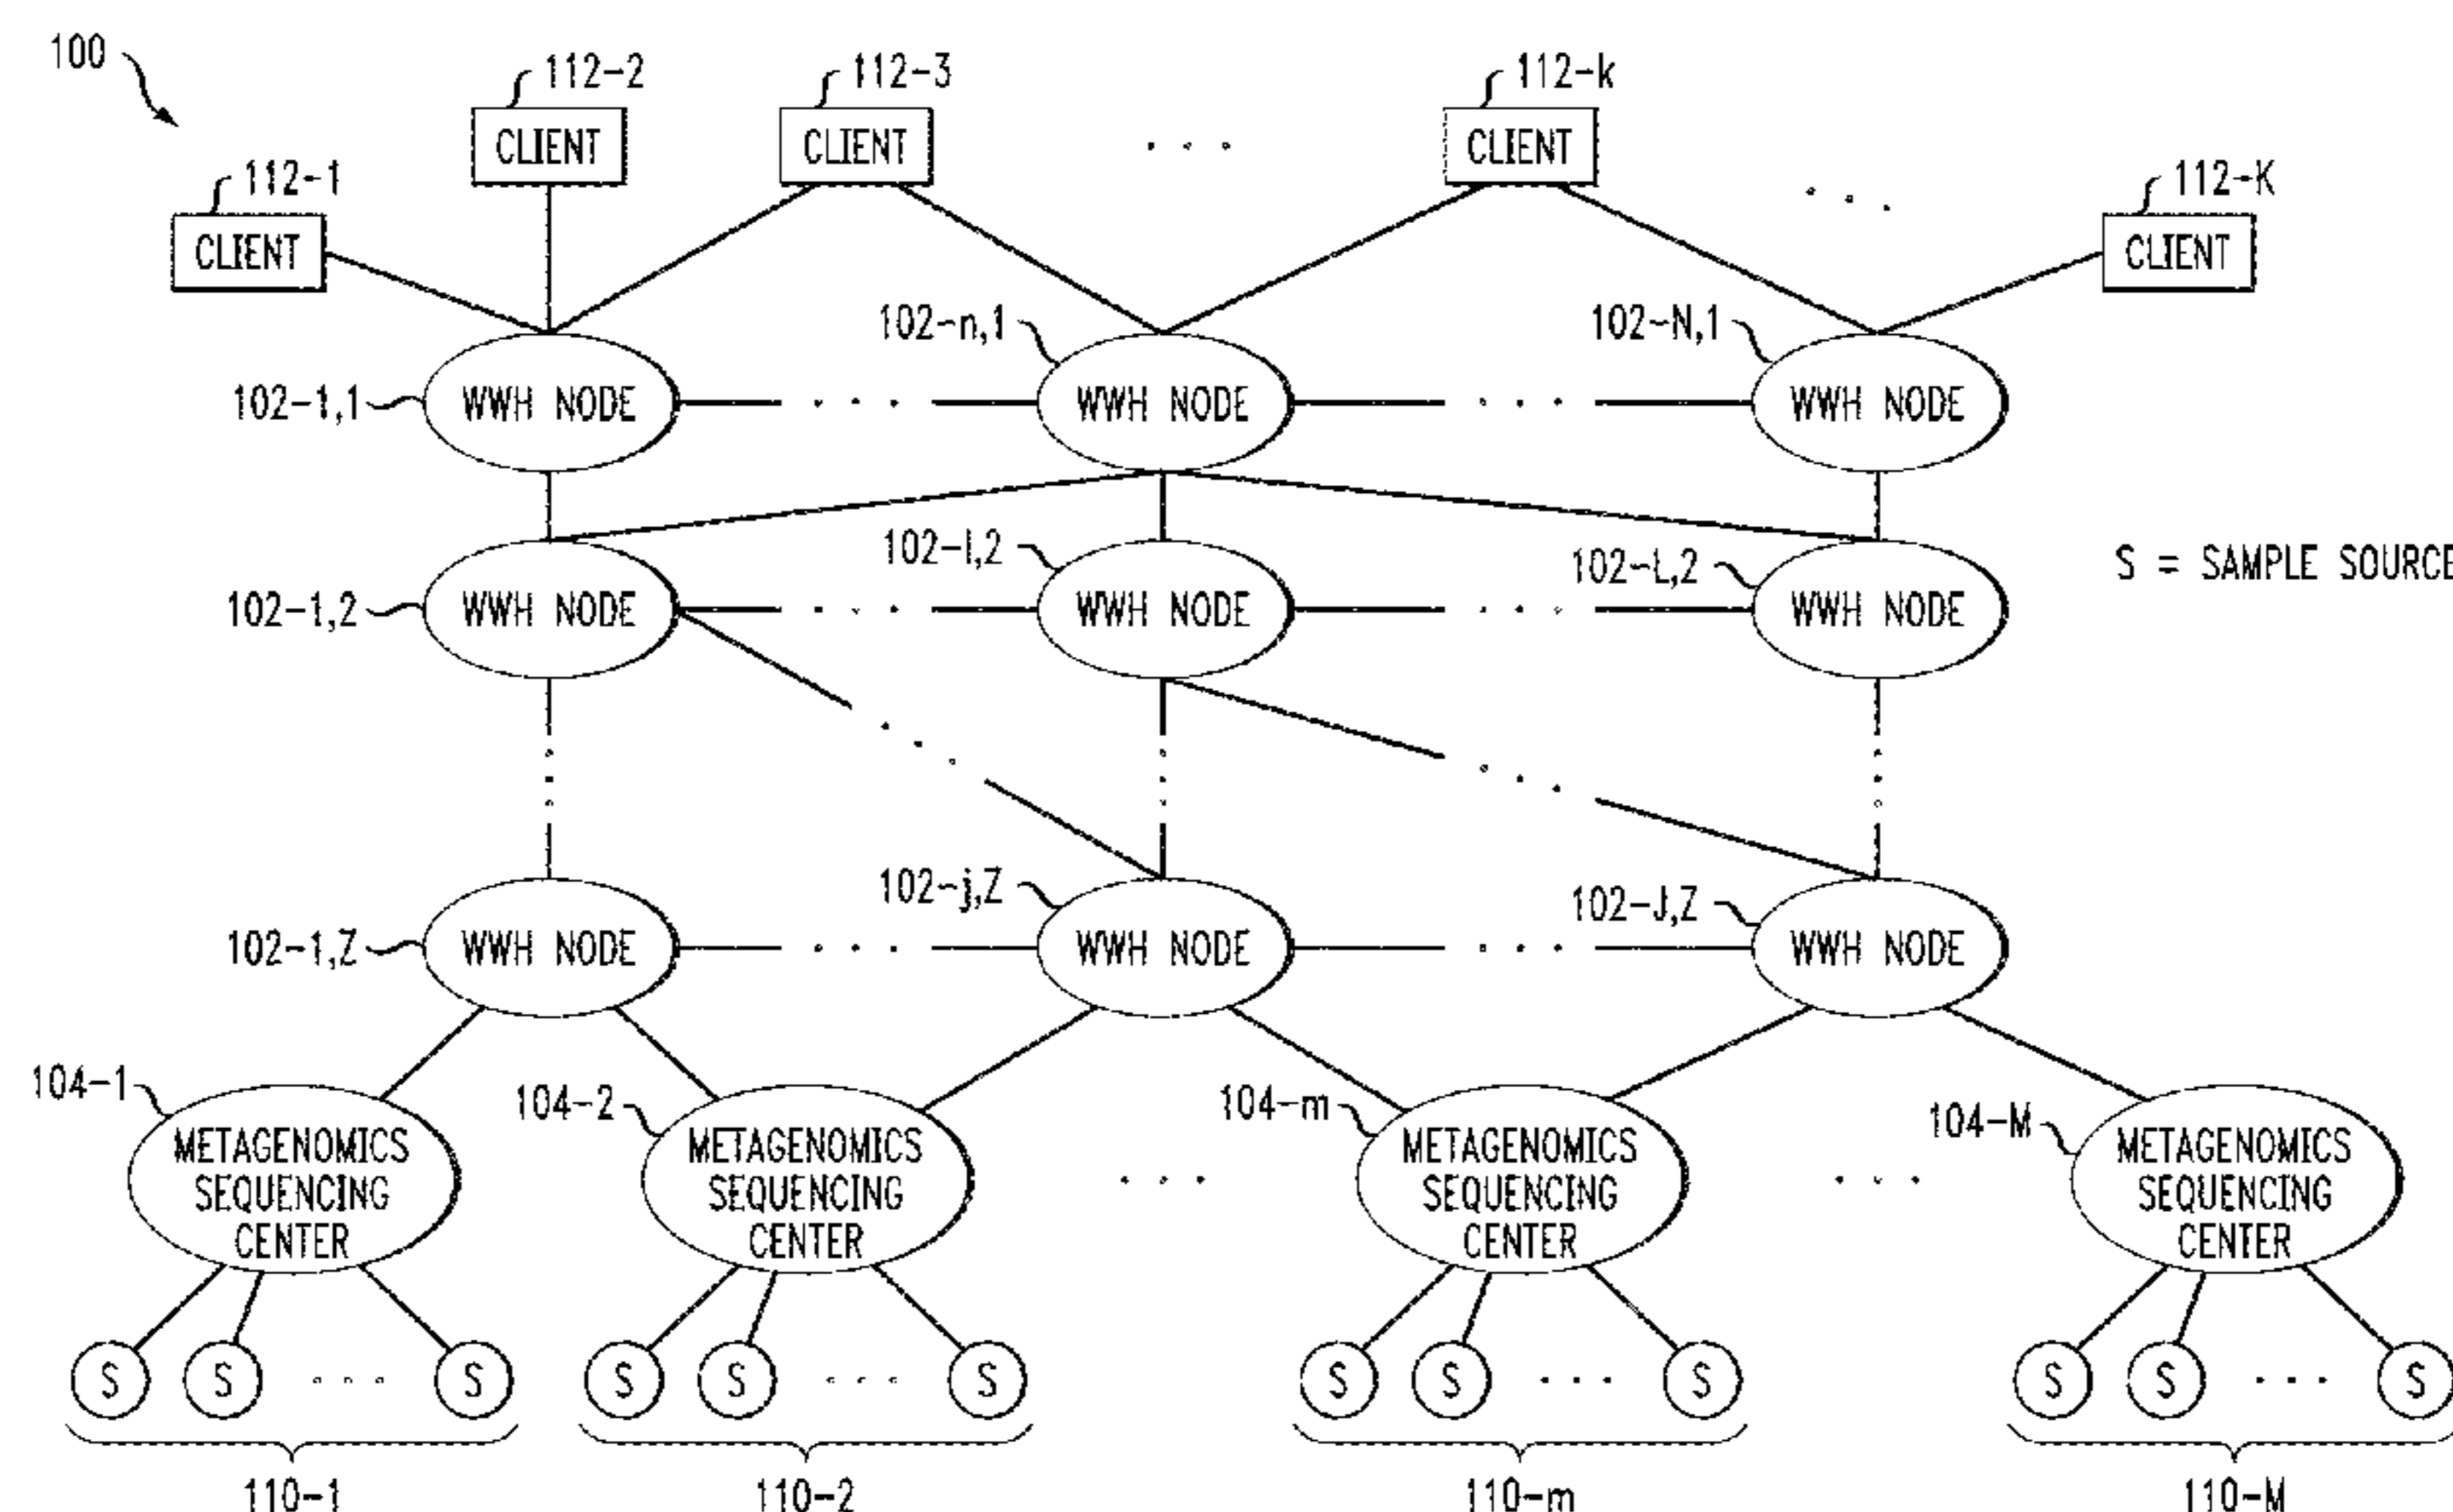 100
112-2
112-3
112-k
CLIENT
CLIENT
CLIENT
112-1
112-K
CLIENT
CLIENT
102-n,1
102-N,1
102-1,1
WWH NODE
WWH NODE
WWH NODE
102-l,2
102-L,2
S = SAMPLE SOURCE
102-1,2
WWH NODE
WWH NODE
WWH NODE
102-j,Z
102-J,Z
102-1,Z
WWH NODE
WWH NODE
WWH NODE
104-1
104-2
104-m
104-M
METAGENOMICS
SEQUENCING
CENTER
METAGENOMICS
SEQUENCING
CENTER
METAGENOMICS
SEQUENCING
CENTER
METAGENOMICS
SEQUENCING
CENTER
S
S
S
S
S
S
S
S
S
S
S
S
110-1
110-2
110-m
110-M